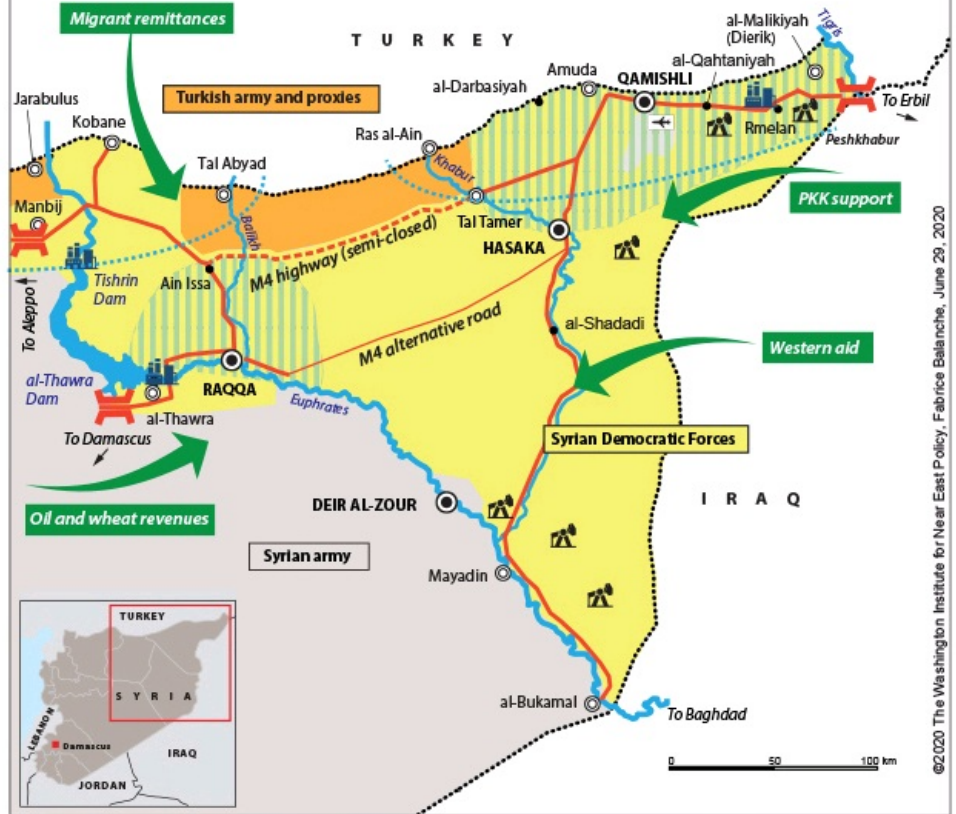 Migrant remittances
TURKEY
al-Malikiyah
(Dierik)
Tigris
al-Qahtaniyah
Amuda
QAMISHLI
al-Darbasiyah
Turkish army and proxies
Jarabulus
Kobane
To Erbil
Ras al-Ain
Rmelan
Peshkhabur
Tal Abyad
Khabur
PKK support
Manbij
Balikh
Tal Tamer
HASAKA
M4 highway (semi-closed)
Ain Issa
Tishrin
Dam
To Aleppo
al-Shadadi
M4 alternative road
Western aid
al-Thawra
Dam
RAQQA
Euphrates
al-Thawra
To Damascus
Syrian Democratic Forces
Oil and wheat revenues
DEIR AL-ZOUR
IRAQ
Syrian army
Mayadin
al-Bukamal
To Baghdad
0 50 100 km
TURKEY
SYRIA
LEBANON
Damascus
IRAQ
JORDAN
©2020 The Washington Institute for Near East Policy, Fabrice Balanche, June 29, 2020